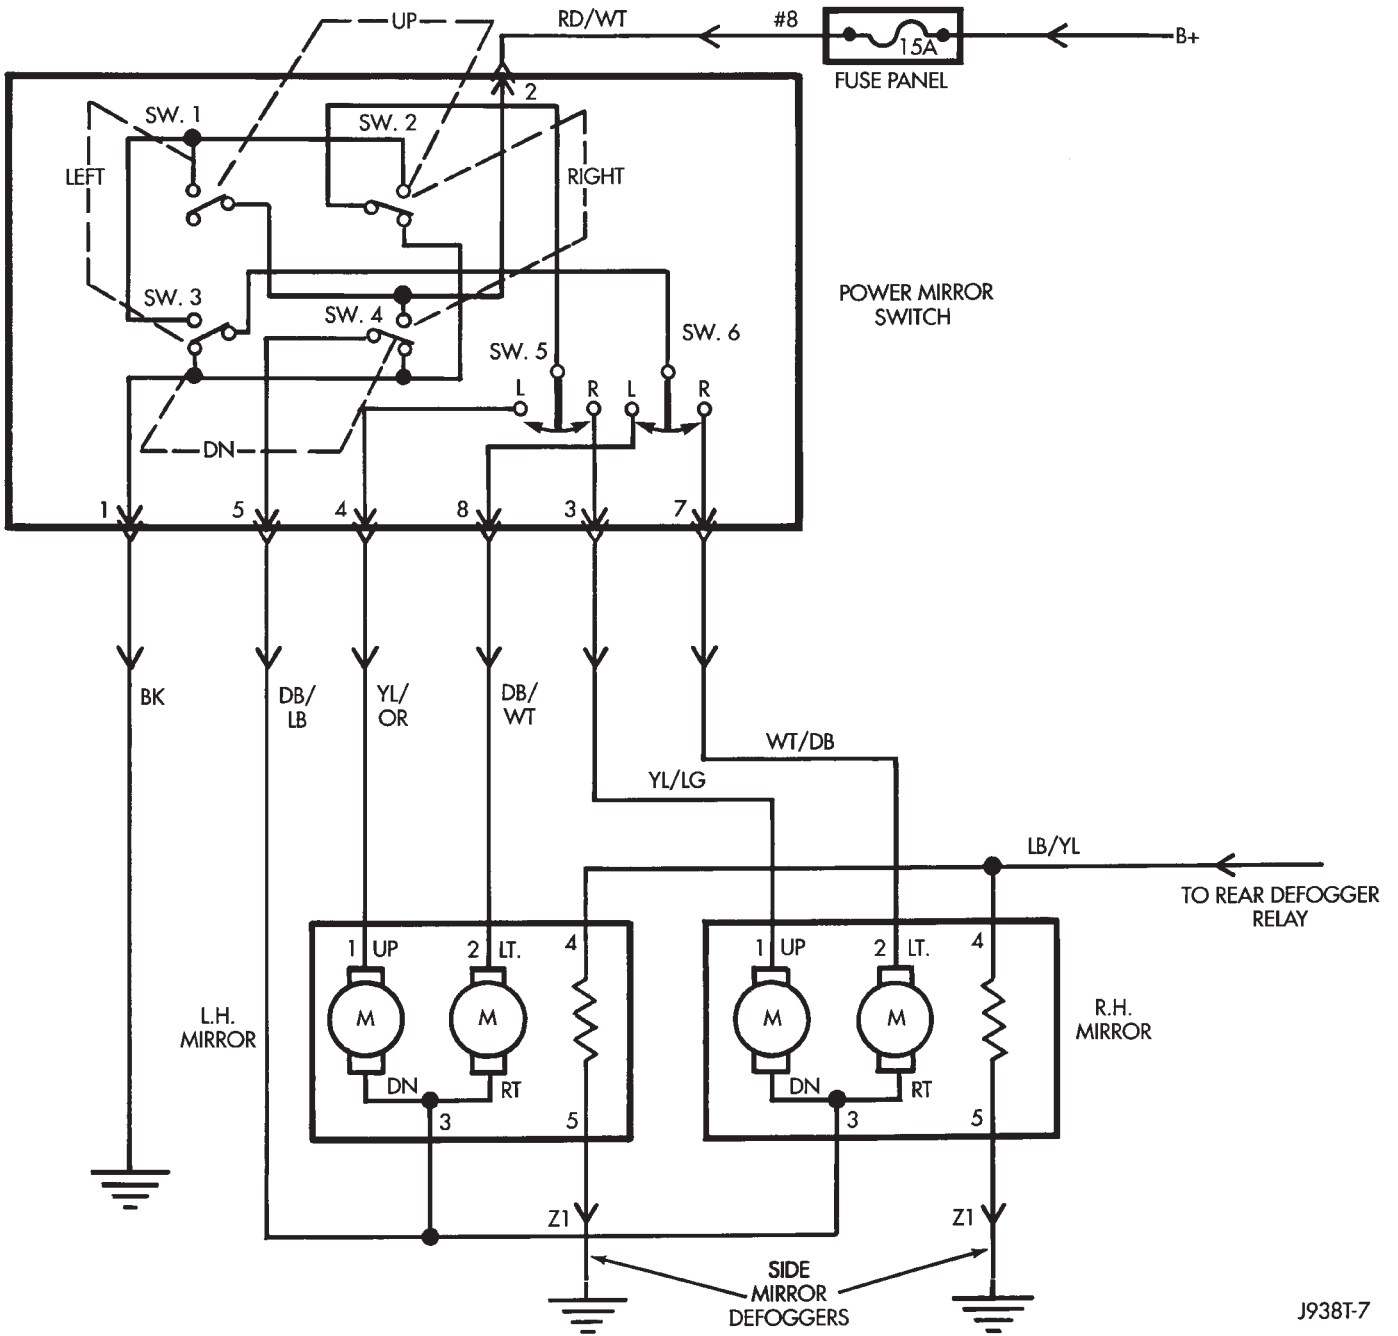 UP
RD/WT
#8
15A
B+
FUSE PANEL
2
SW. 1
SW. 2
LEFT
RIGHT
SW. 3
SW. 4
POWER MIRROR
SWITCH
SW. 5
SW. 6
L
R
L
R
DN
1
5
4
8
3
7
BK
DB/
LB
YL/
OR
DB/
WT
WT/DB
YL/LG
LB/YL
TO REAR DEFOGGER
RELAY
1
UP
2
LT.
4
1
UP
2
LT.
4
L.H.
MIRROR
M
M
M
M
R.H.
MIRROR
DN
RT
DN
RT
3
5
3
5
Z1
Z1
SIDE
MIRROR
DEFOGGERS
J938T-7